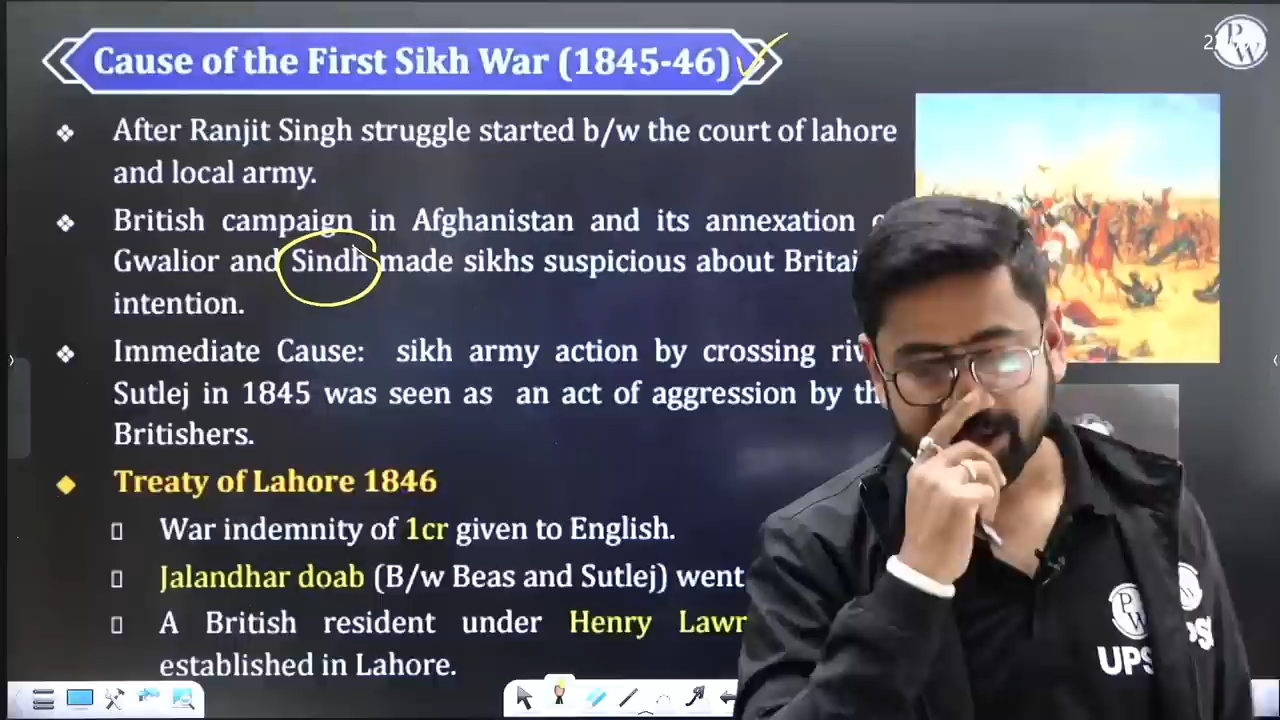 Cause of the First Sikh War (1845-46)
After Ranjit Singh struggle started b/w the court of lahore
and local army.
British campaign in Afghanistan and its annexation
Gwalior and Sindh made sikhs suspicious about
intention.
Immediate Cause: sikh army action by crossing
Sutlej in 1845 was seen as an act of aggression by
Britishers.
Treaty of Lahore 1846
War indemnity of 1cr given to English.
Jalandhar doab (B/w Beas and Sutlej) went
A British resident under Henry
established in Lahore.
PW
PW
UPS